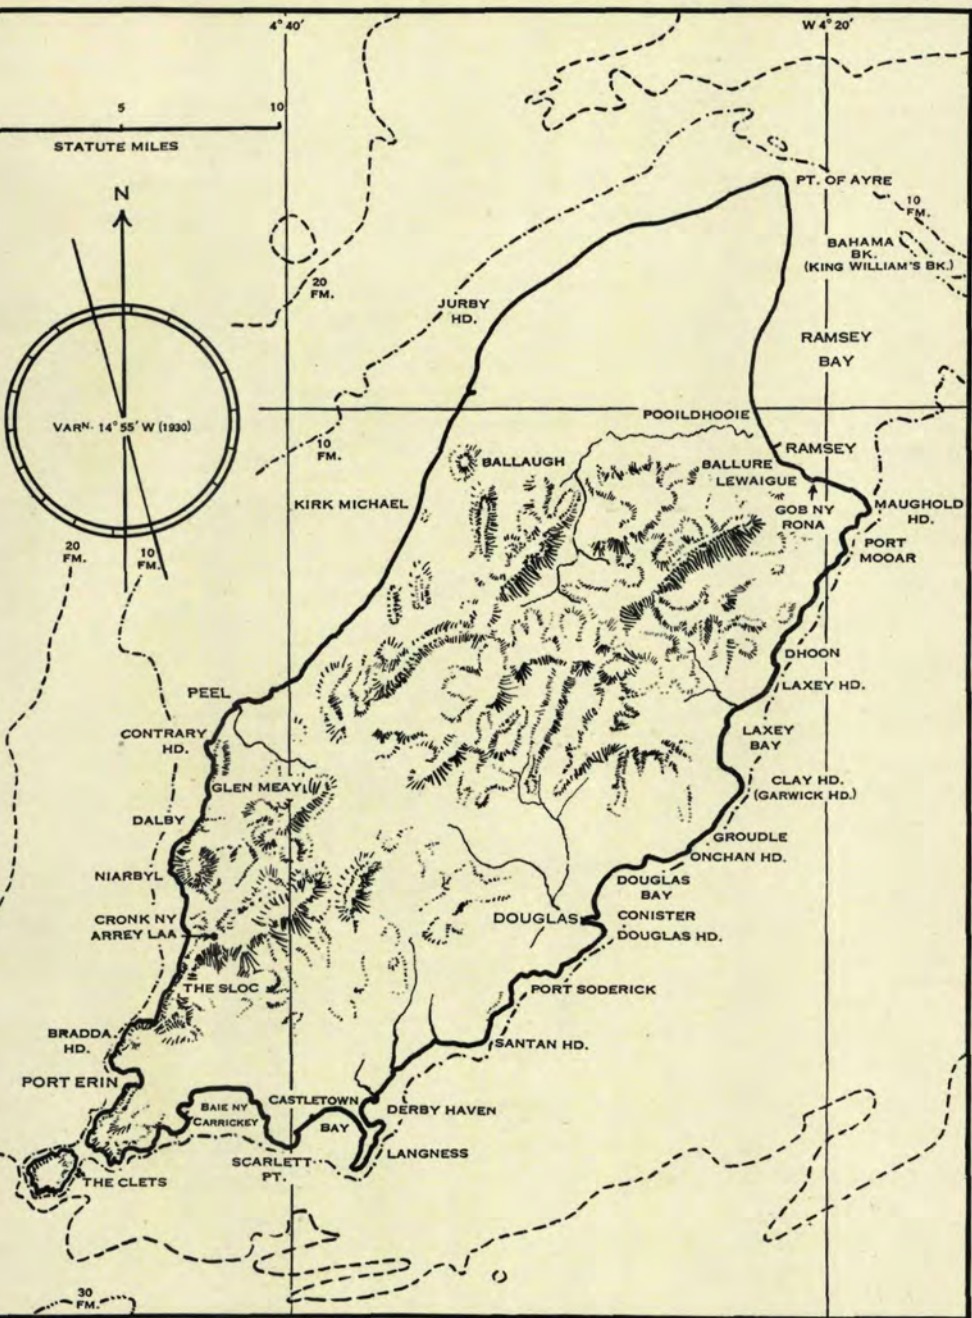 4° 40'
W 4° 20'
5
10
STATUTE MILES
N
PT. OF AYRE
10
FM.
BAHAMA
BK.
(KING WILLIAM'S BK.)
20
FM.
JURBY
HD.
RAMSEY
BAY
POOILDHOOIE
VARN. 14° 55' W (1930)
10
FM.
RAMSEY
BALLAUGH
BALLURE
LEWAIGUE
KIRK MICHAEL
GOB NY
RONA
MAUGHOLD
HD.
PORT
MOOAR
20
FM.
10
FM.
DHOON
LAXEY HD.
PEEL
CONTRARY
HD.
LAXEY
BAY
GLEN MEAY
CLAY HD.
(GARWICK HD.)
DALBY
GROUDLE
ONCHAN HD.
NIARBYL
DOUGLAS
BAY
CRONK NY
ARREY LAA
DOUGLAS
CONISTER
DOUGLAS HD.
THE SLOC
PORT SODERICK
BRADDA
HD.
SANTAN HD.
PORT ERIN
BAIE NY
CARRICKEY
CASTLETOWN
BAY
DERBY HAVEN
LANGNESS
SCARLETT
PT.
THE CLETS
30
FM.